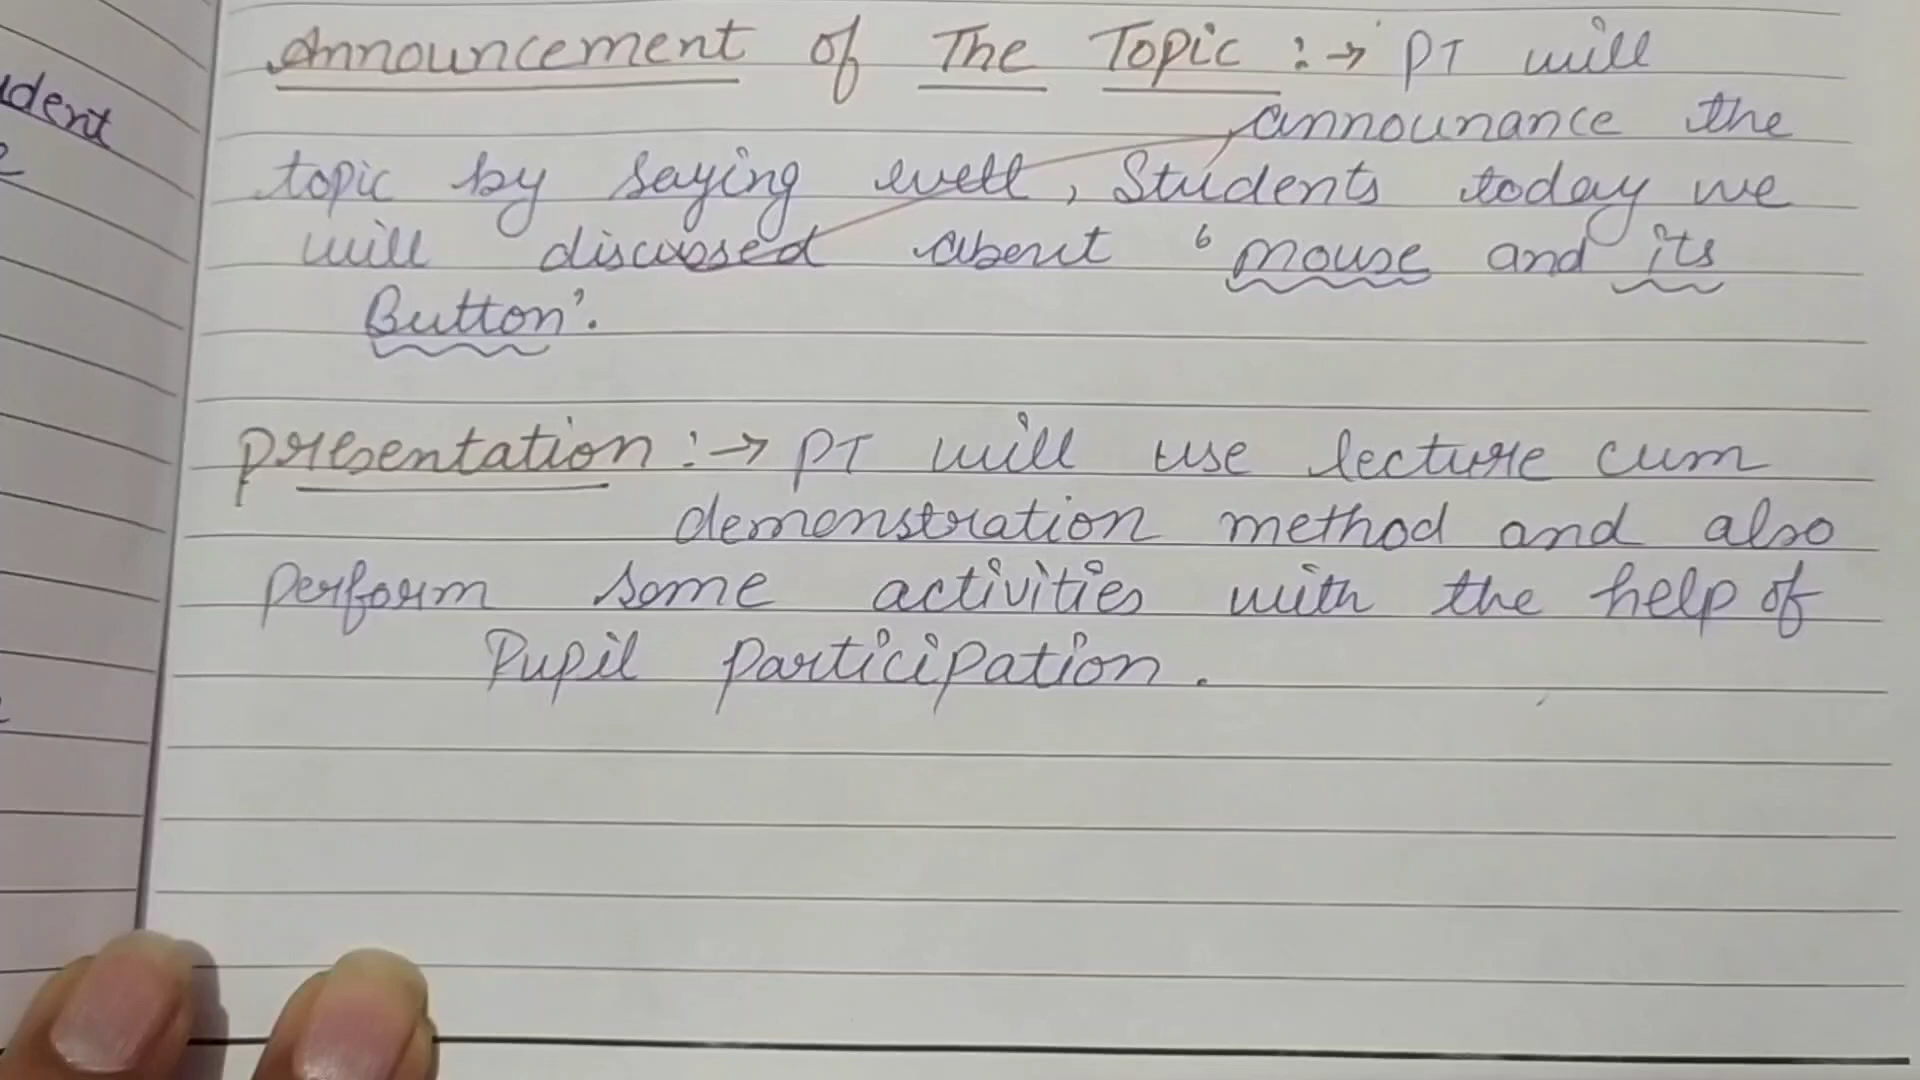 udent
Announcement of The Topic :→ PT will
announance the
topic by saying well, Students today we
will discussed about ‘mouse and its
Button’.
Presentation :→ PT will use lecture cum
demonstration method and also
perform some activities with the help of
Pupil participation.